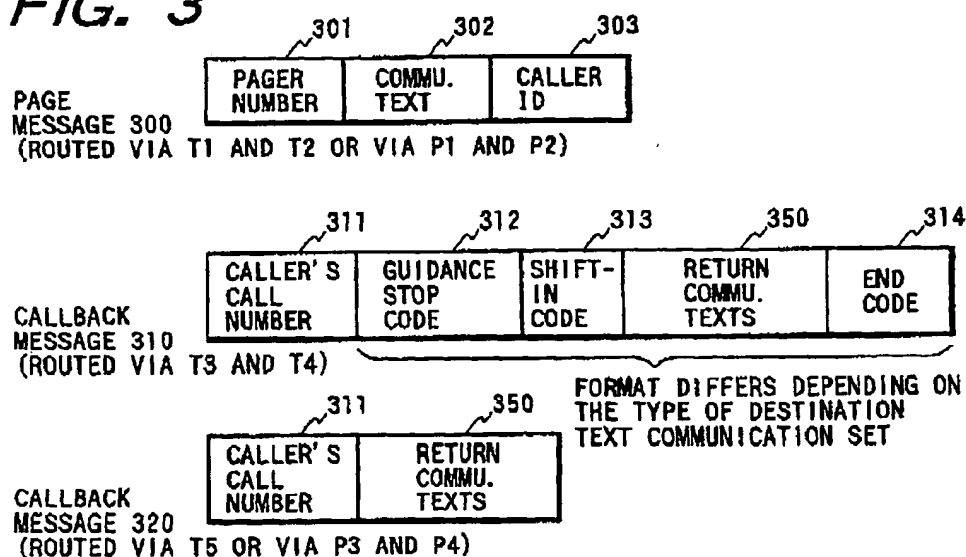 FIG. 3
301 302 303
PAGER NUMBER COMMU. TEXT CALLER ID
PAGE
MESSAGE 300
(ROUTED VIA T1 AND T2 OR VIA P1 AND P2)
311 312 313 350 314
CALLER'S CALL NUMBER GUIDANCE STOP CODE SHIFT-IN CODE RETURN COMMU. TEXTS END CODE
CALLBACK
MESSAGE 310
(ROUTED VIA T3 AND T4)
FORMAT DIFFERS DEPENDING ON
THE TYPE OF DESTINATION
TEXT COMMUNICATION SET
311 350
CALLER'S CALL NUMBER RETURN COMMU. TEXTS
CALLBACK
MESSAGE 320
(ROUTED VIA T5 OR VIA P3 AND P4)